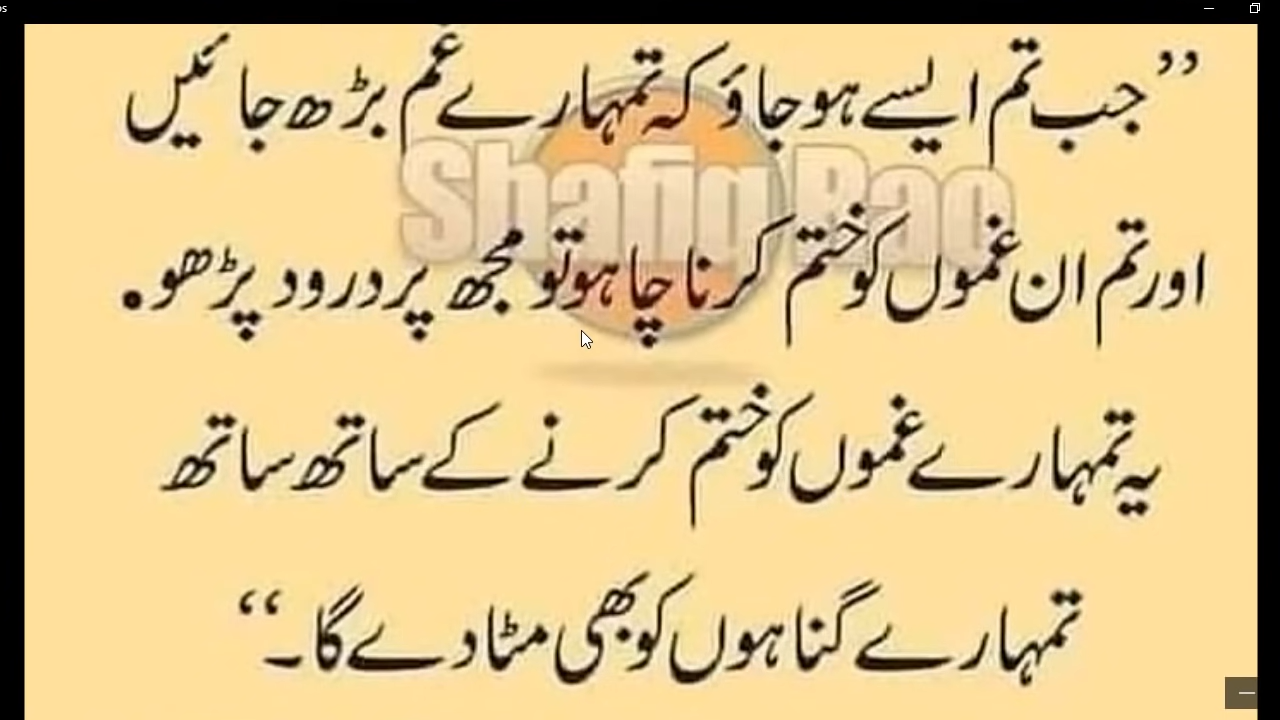 ”جب تم ایسے ہو جاؤ کہ تمہارے غم بڑھ جائیں
اور تم ان غموں کو ختم کرنا چاہو تو مجھ پر درود پڑھو.
یہ تمہارے غموں کو ختم کرنے کے ساتھ ساتھ
تمہارے گناہوں کو بھی مٹا دے گا۔“
Shafiq Rao